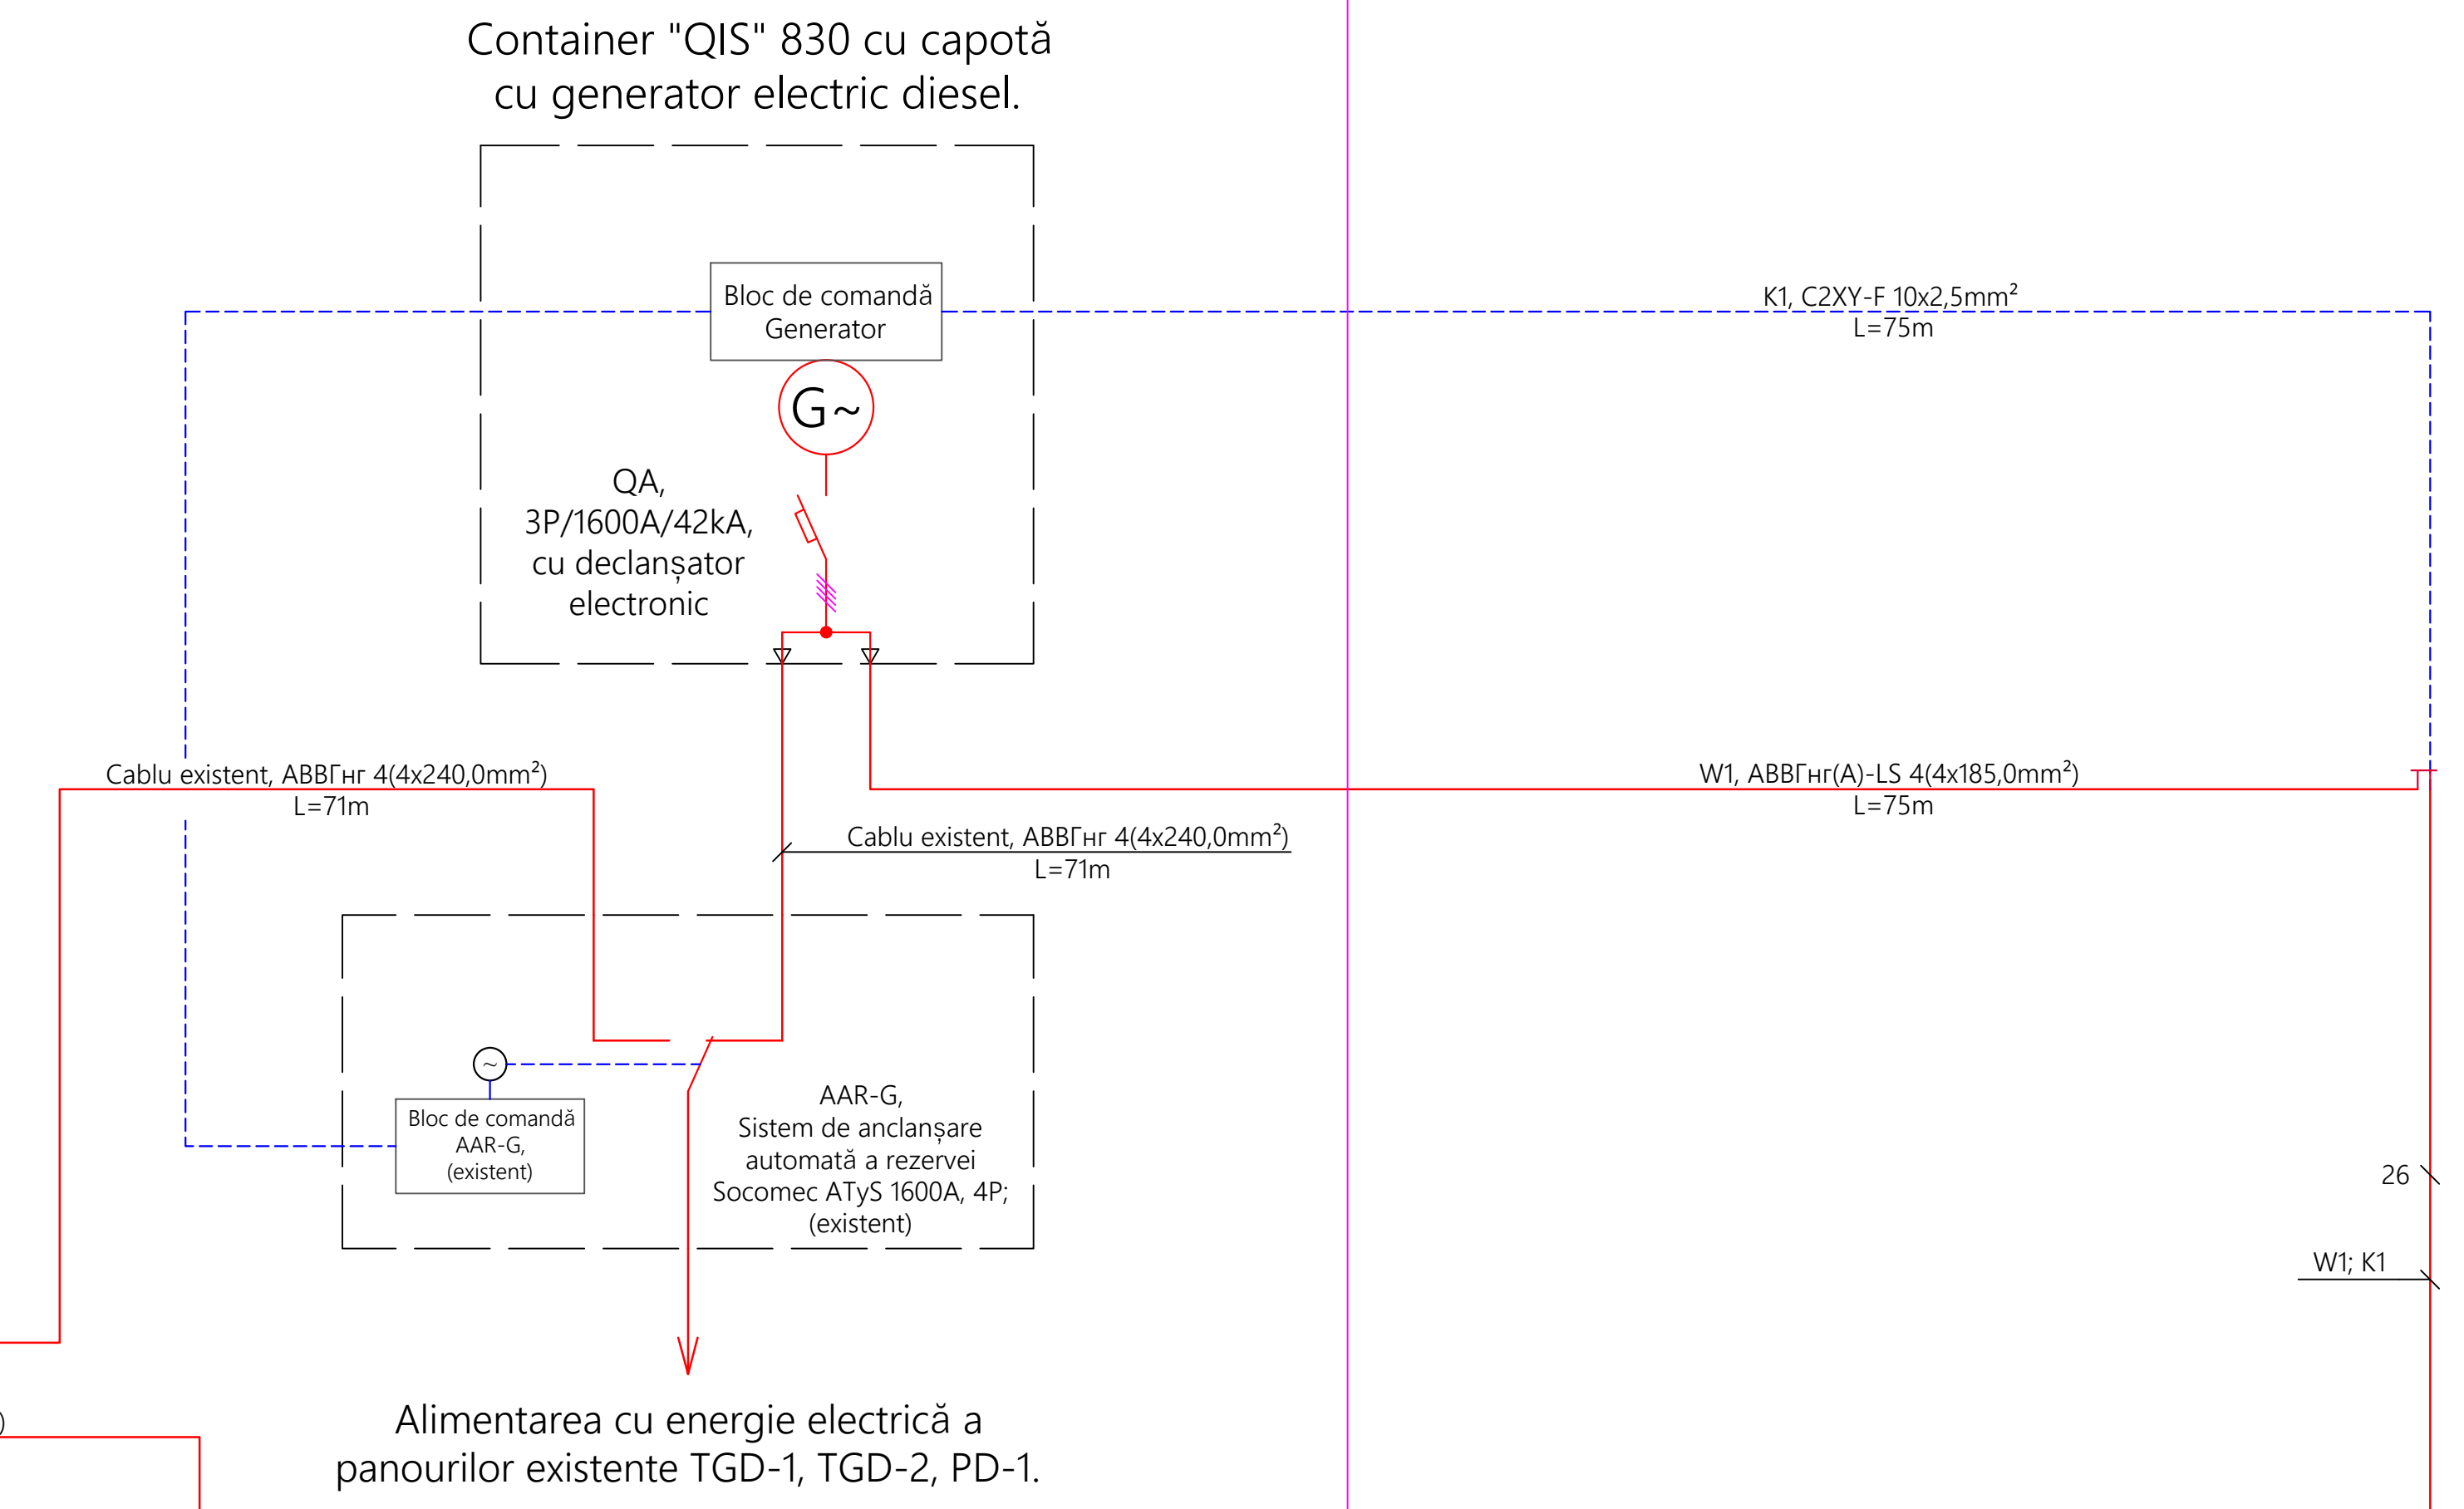 Container "QIS" 830 cu capotă
cu generator electric diesel.
Bloc de comandă
Generator
K1, C2XY-F 10x2,5mm²
L=75m
G~
QA,
3P/1600A/42kA,
cu declanșator
electronic
Cablu existent, АВВГнг 4(4x240,0mm²)
L=71m
W1, АВВГнг(A)-LS 4(4x185,0mm²)
L=75m
Cablu existent, АВВГнг 4(4x240,0mm²)
L=71m
~
Bloc de comandă
AAR-G,
(existent)
AAR-G,
Sistem de anclanșare
automată a rezervei
Socomec ATyS 1600A, 4P;
(existent)
26
W1; K1
)
Alimentarea cu energie electrică a
panourilor existente TGD-1, TGD-2, PD-1.